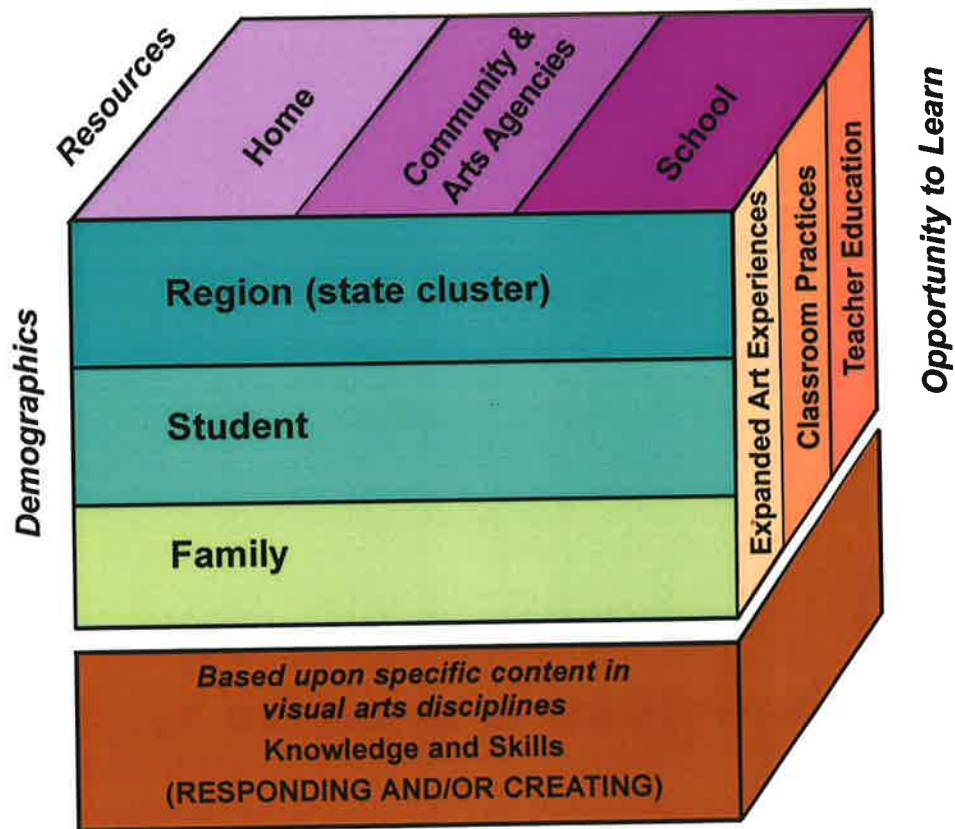 Resources
Home
Community &
Arts Agencies
School
Demographics
Region (state cluster)
Student
Family
Expanded Art Experiences
Classroom Practices
Teacher Education
Opportunity to Learn
Based upon specific content in
visual arts disciplines
Knowledge and Skills
(RESPONDING AND/OR CREATING)